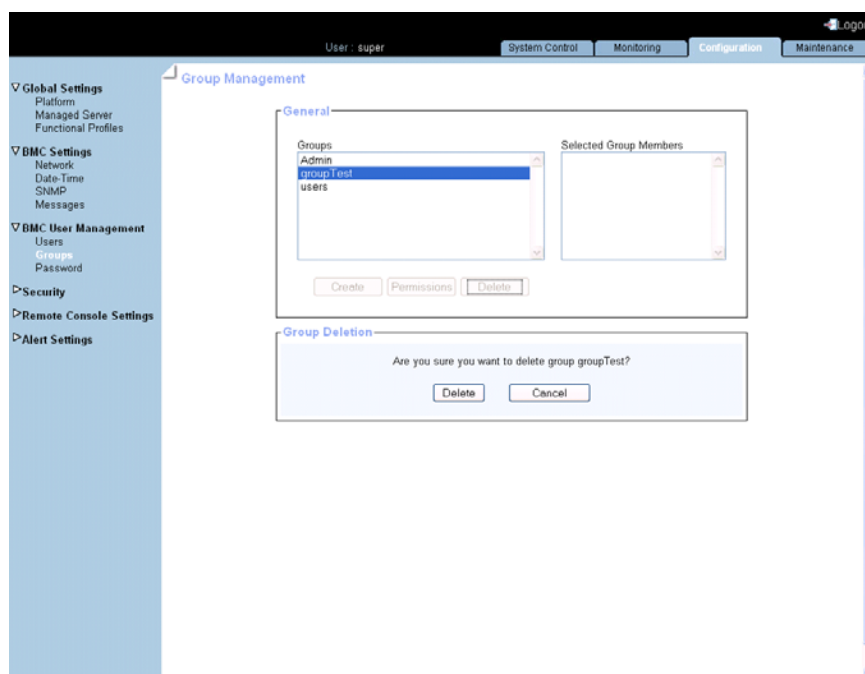 Logo
User : super
System Control
Monitoring
Configuration
Maintenance
Global Settings
Platform
Managed Server
Functional Profiles
BMC Settings
Network
Date-Time
SNMP
Messages
BMC User Management
Users
Groups
Password
Security
Remote Console Settings
Alert Settings
Group Management
General
Groups
Admin
groupTest
users
Selected Group Members
Create
Permissions
Delete
Group Deletion
Are you sure you want to delete group groupTest?
Delete
Cancel